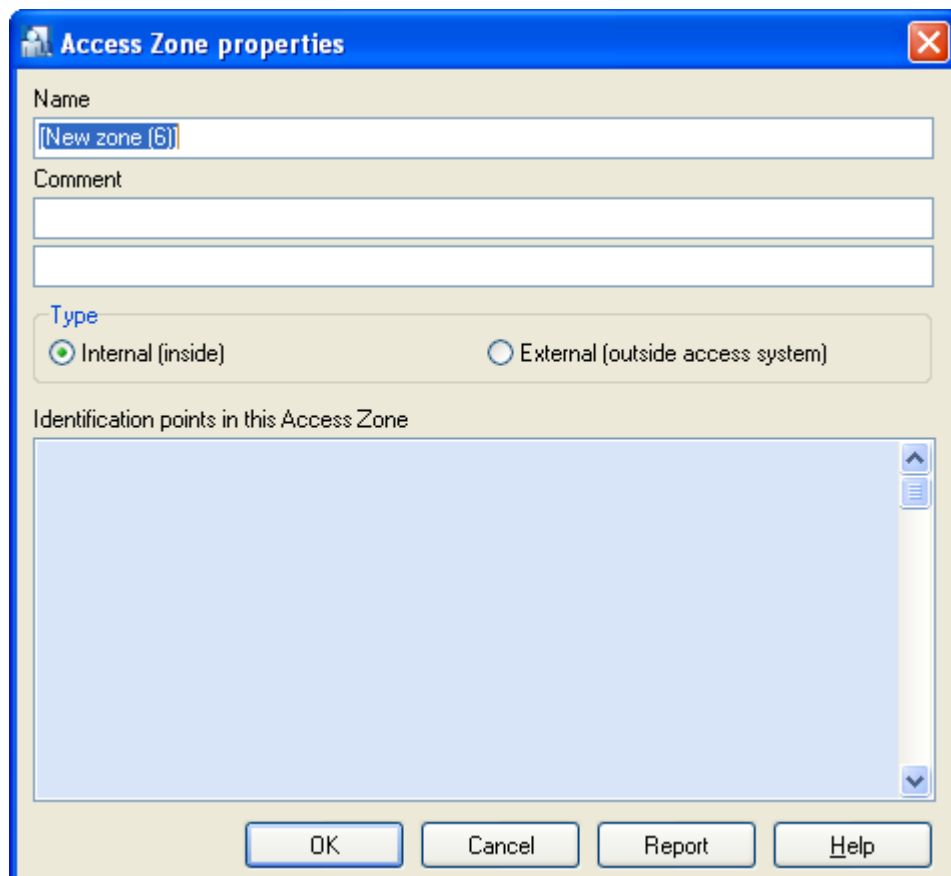 Access Zone properties
Name
[New zone (6)]
Comment
Type
Internal (inside) External (outside access system)
Identification points in this Access Zone
OK Cancel Report Help